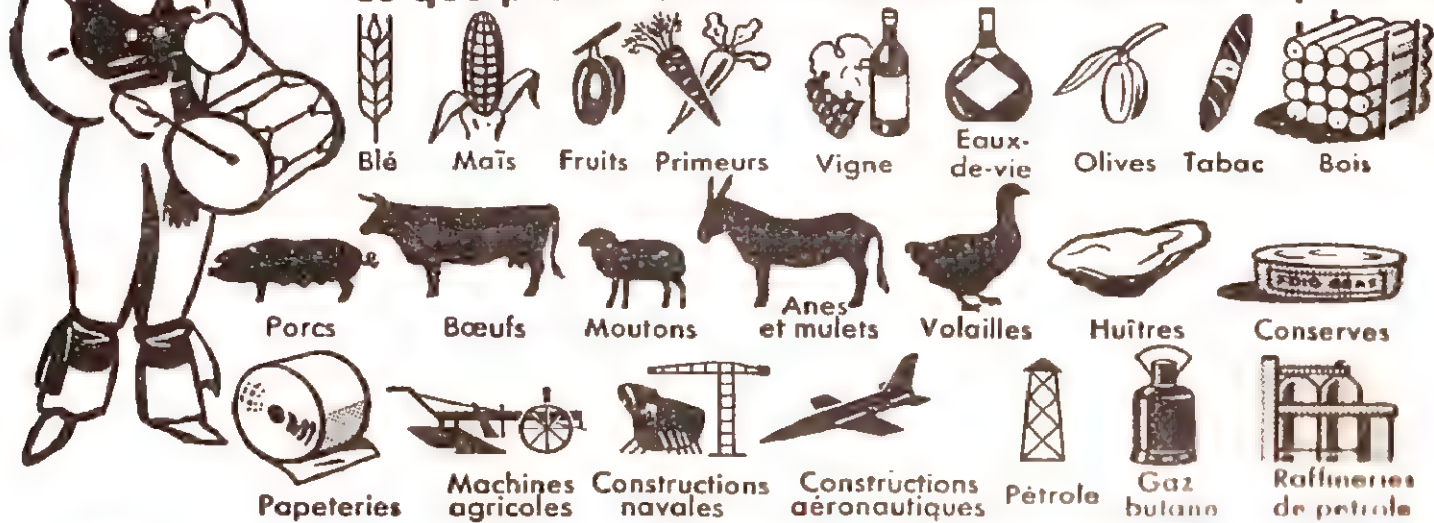 Blé Maïs Fruits Primeurs Vigne Eaux-
de-vie Olives Tabac Bois
Porcs Bœufs Moutons Anes
et mulets Volailles Huîtres Conserves
Papeteries Machines
agricoles Constructions
navales Constructions
aéronautiques Pétrole Gaz
butane Raffineries
de pétrole